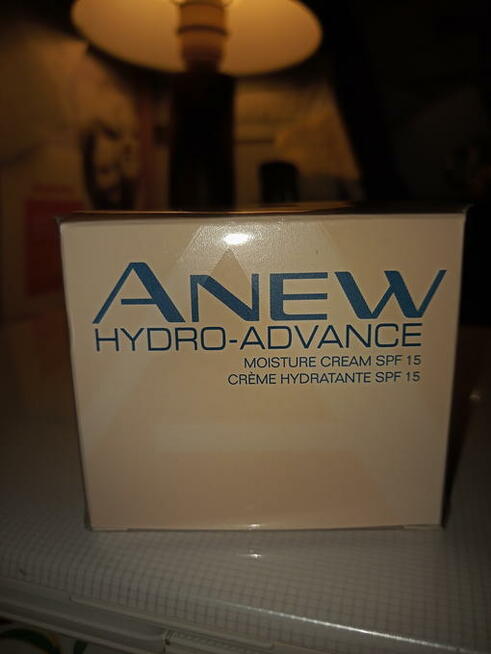 ANEW
HYDRO-ADVANCE
MOISTURE CREAM SPF 15
CRÈME HYDRATANTE SPF 15